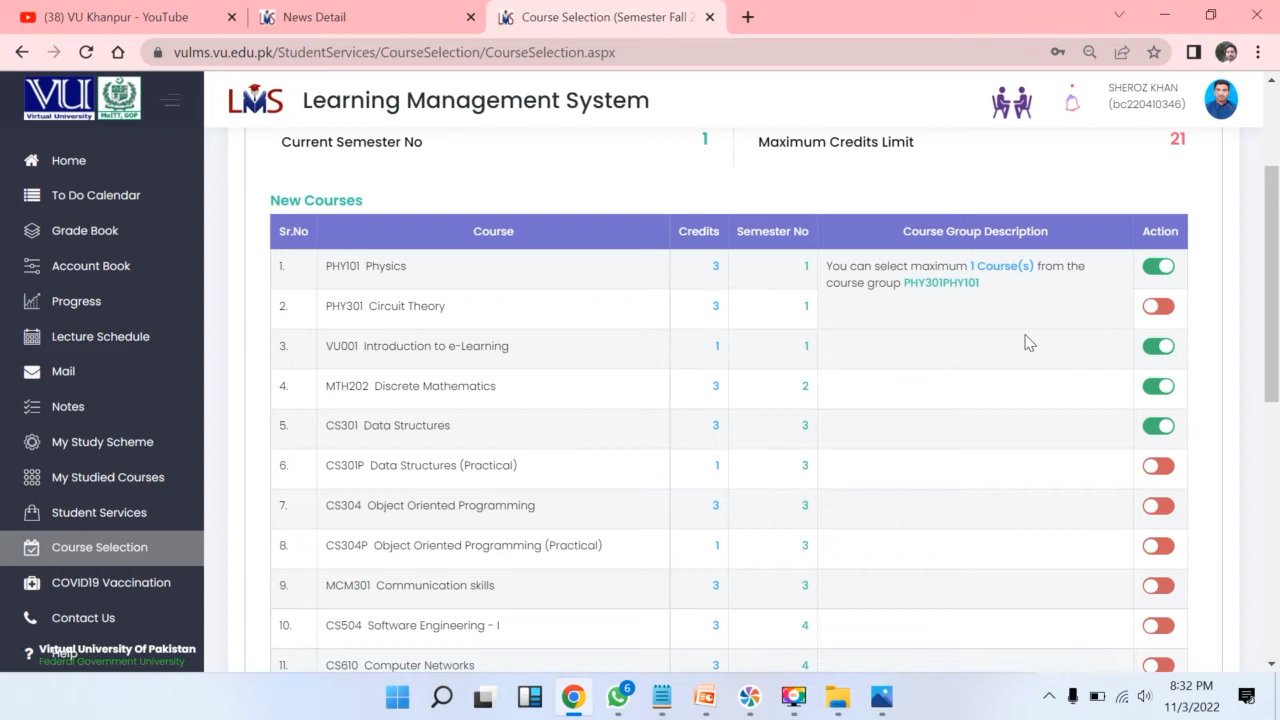 (38) VU Khanpur - YouTube
News Detail
Course Selection (Semester Fall 2
vulms.vu.edu.pk/StudentServices/CourseSelection/CourseSelection.aspx
VU
Virtual University
MoITT, GOP
LMS
Learning Management System
SHEROZ KHAN
(bc220410346)
Home
To Do Calendar
Grade Book
Account Book
Progress
Lecture Schedule
Mail
Notes
My Study Scheme
My Studied Courses
Student Services
Course Selection
COVID19 Vaccination
Contact Us
Help
Virtual University Of Pakistan
Federal Government University
Current Semester No 1 Maximum Credits Limit 21
New Courses
Sr.No Course Credits Semester No Course Group Description Action
1. PHY101 Physics 3 1 You can select maximum 1 Course(s) from the
course group PHY301PHY101
2. PHY301 Circuit Theory 3 1
3. VU001 Introduction to e-Learning 1 1
4. MTH202 Discrete Mathematics 3 2
5. CS301 Data Structures 3 3
6. CS301P Data Structures (Practical) 1 3
7. CS304 Object Oriented Programming 3 3
8. CS304P Object Oriented Programming (Practical) 1 3
9. MCM301 Communication skills 3 3
10. CS504 Software Engineering - I 3 4
11. CS610 Computer Networks 3 4
6
8:32 PM
11/3/2022